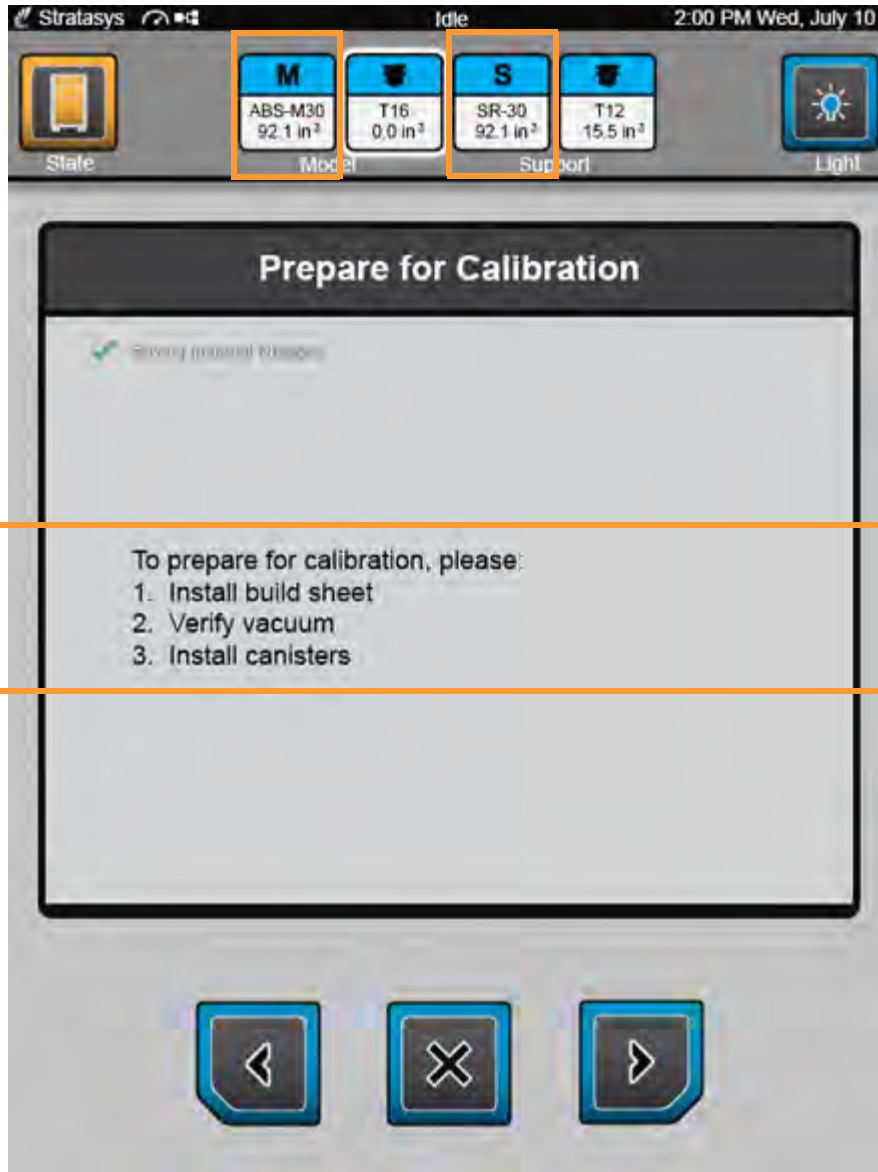 Stratasys
Idle
2:00 PM Wed, July 10
M
S
ABS-M30
92.1 in³
T16
0.0 in³
SR-30
92.1 in³
T12
15.5 in³
State
Model
Support
Light
Prepare for Calibration
To prepare for calibration, please:
1. Install build sheet
2. Verify vacuum
3. Install canisters